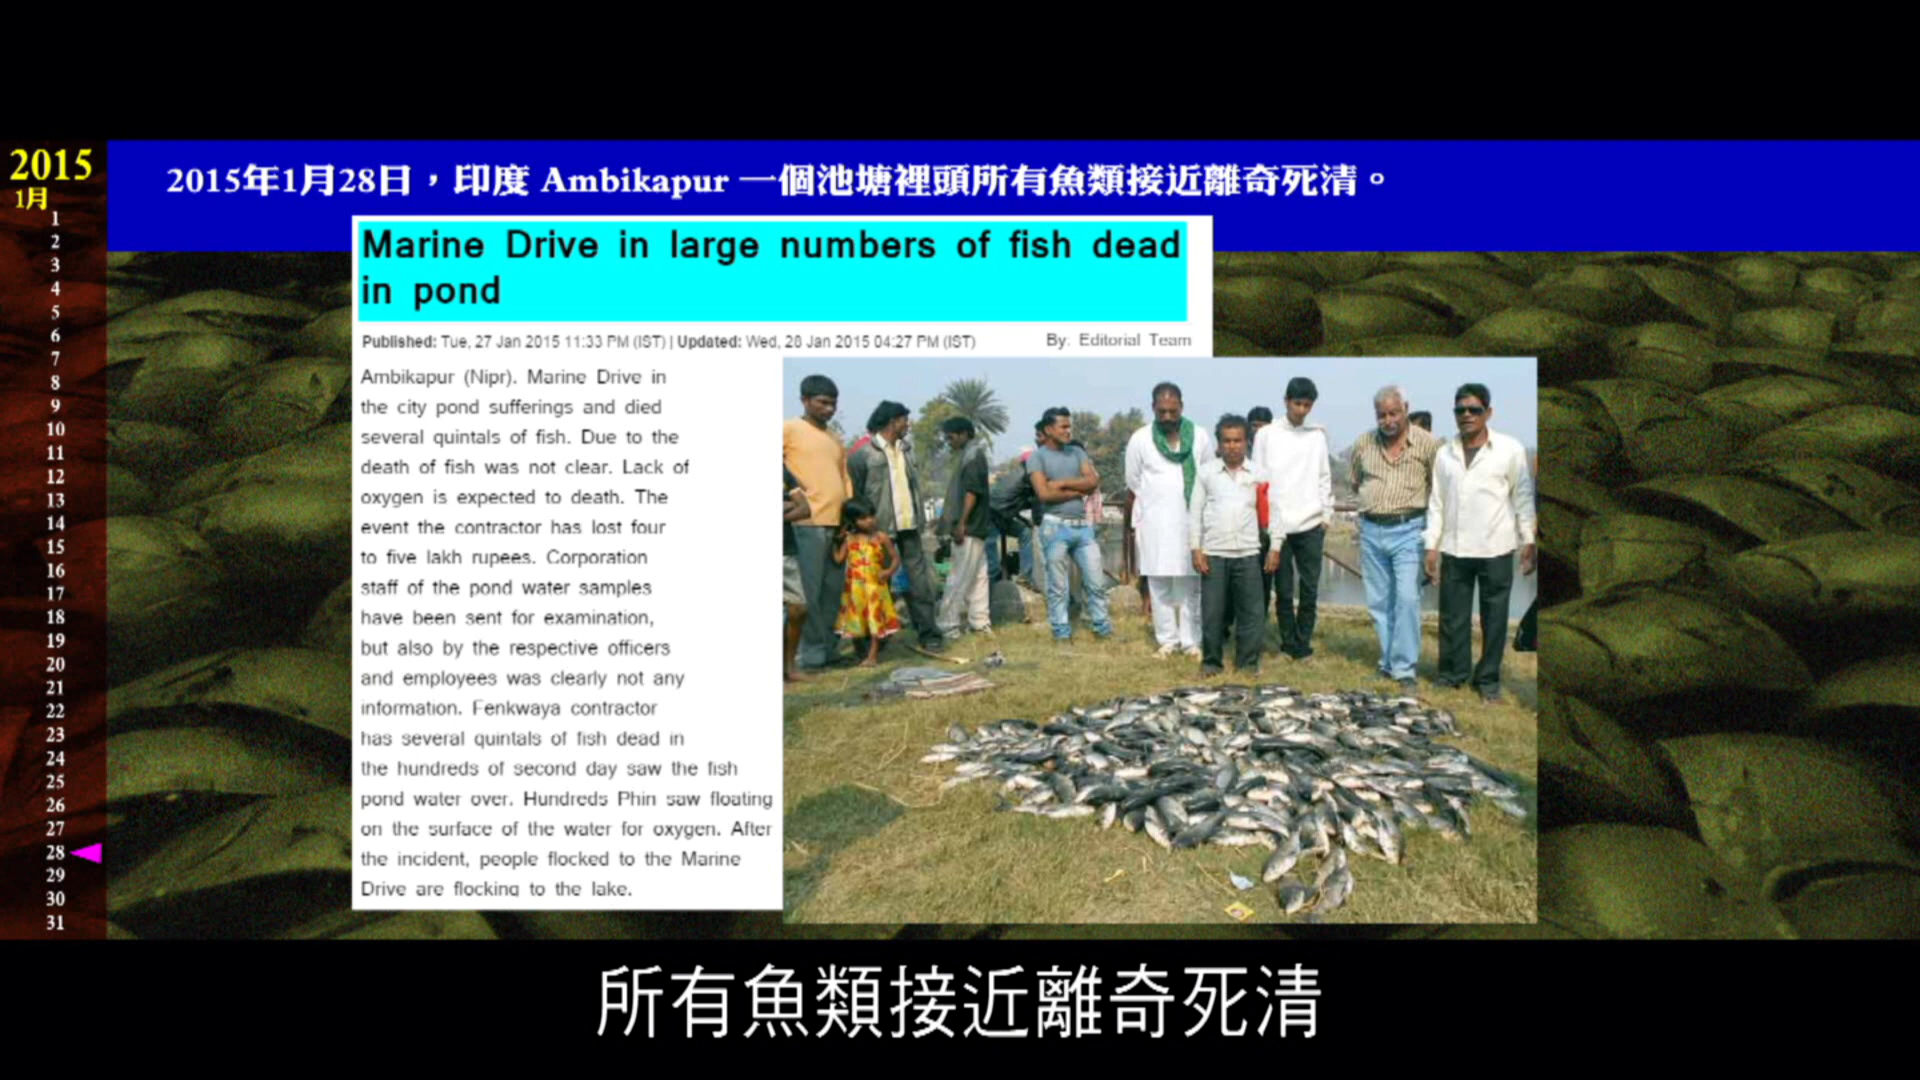 2015
1月
1
2
3
4
5
6
7
8
9
10
11
12
13
14
15
16
17
18
19
20
21
22
23
24
25
26
27
28
29
30
31
2015年1月28日，印度 Ambikapur 一個池塘裡頭所有魚類接近離奇死清。
Marine Drive in large numbers of fish dead
in pond
Published: Tue, 27 Jan 2015 11:33 PM (IST) | Updated: Wed, 28 Jan 2015 04:27 PM (IST) By: Editorial Team
Ambikapur (Nipr). Marine Drive in
the city pond sufferings and died
several quintals of fish. Due to the
death of fish was not clear. Lack of
oxygen is expected to death. The
event the contractor has lost four
to five lakh rupees. Corporation
staff of the pond water samples
have been sent for examination,
but also by the respective officers
and employees was clearly not any
information. Fenkwaya contractor
has several quintals of fish dead in
the hundreds of second day saw the fish
pond water over. Hundreds Phin saw floating
on the surface of the water for oxygen. After
the incident, people flocked to the Marine
Drive are flocking to the lake.
所有魚類接近離奇死清